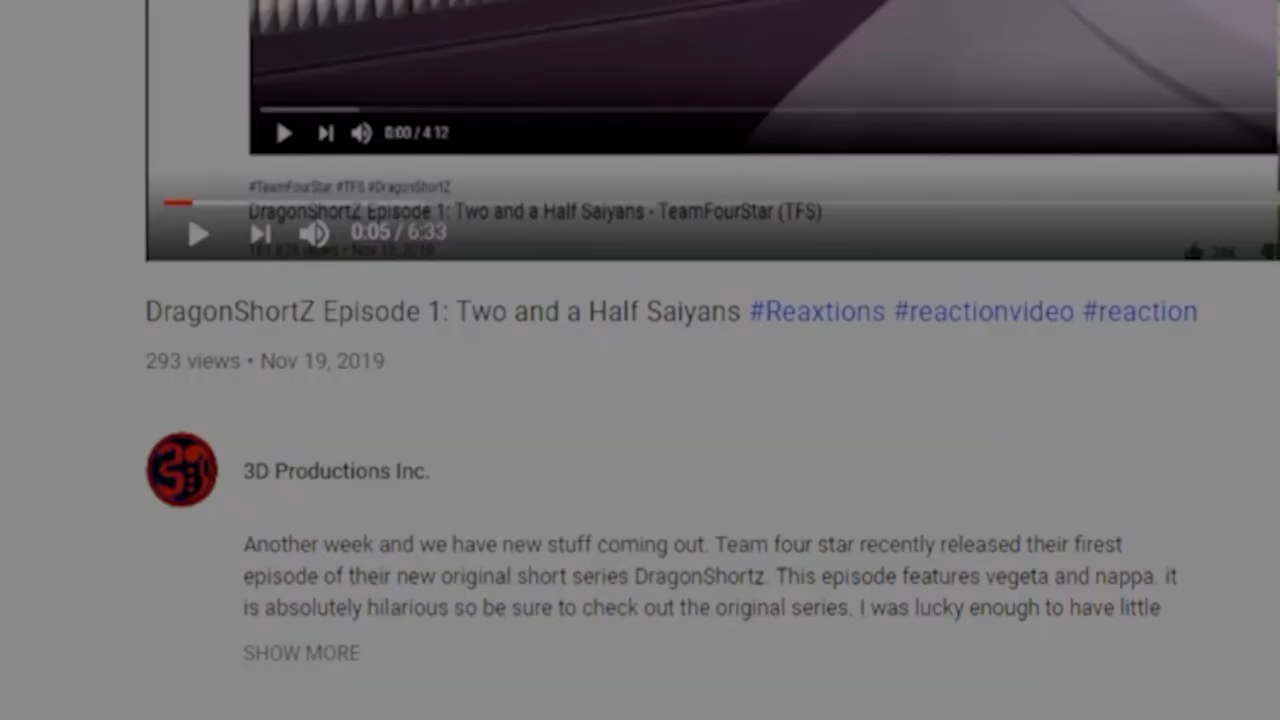 0:00 / 4:12
#TeamFourStar #TFS #DragonShortZ
DragonShortZ Episode 1: Two and a Half Saiyans - TeamFourStar (TFS)
0:05 / 6:33
DragonShortZ Episode 1: Two and a Half Saiyans #Reaxtions #reactionvideo #reaction
293 views • Nov 19, 2019
3D Productions Inc.
Another week and we have new stuff coming out. Team four star recently released their firest
episode of their new original short series DragonShortz. This episode features vegeta and nappa. it
is absolutely hilarious so be sure to check out the original series. I was lucky enough to have little
SHOW MORE